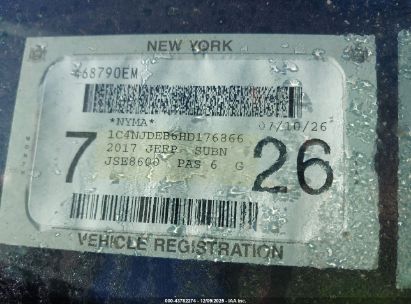 NEW YORK
468790EM
*NYMA* 07/10/26
7 1C4NJDEB6HD176866 26
2017 JEEP SUBN
JSE8600 PAS 6 G
VEHICLE REGISTRATION
000-43762274 - 12/09/2025 - IAA Inc.